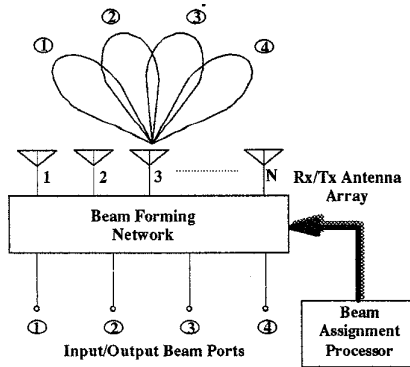 ① ② ③ ④
1 2 3 N
Rx/Tx Antenna
Array
Beam Forming
Network
① ② ③ ④
Input/Output Beam Ports
Beam
Assignment
Processor